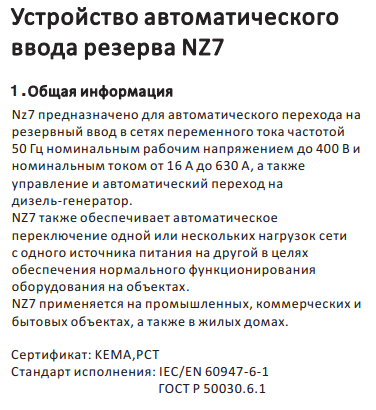 Устройство автоматического
ввода резерва NZ7
1.Общая информация
Nz7 предназначено для автоматического перехода на
резервный ввод в сетях переменного тока частотой
50 Гц номинальным рабочим напряжением до 400 В и
номинальным током от 16 А до 630 А, а также
управление и автоматический переход на
дизель-генератор.
NZ7 также обеспечивает автоматическое
переключение одной или нескольких нагрузок сети
с одного источника питания на другой в целях
обеспечения нормального функционирования
оборудования на объектах.
NZ7 применяется на промышленных, коммерческих и
бытовых объектах, а также в жилых домах.
Сертификат: KEMA,РСТ
Стандарт исполнения: IEC/EN 60947-6-1
ГОСТ Р 50030.6.1